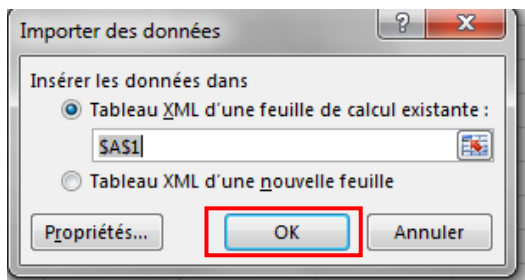 Importer des données
?
Insérer les données dans
Tableau XML d'une feuille de calcul existante :
$A$1
Tableau XML d'une nouvelle feuille
Propriétés... OK Annuler